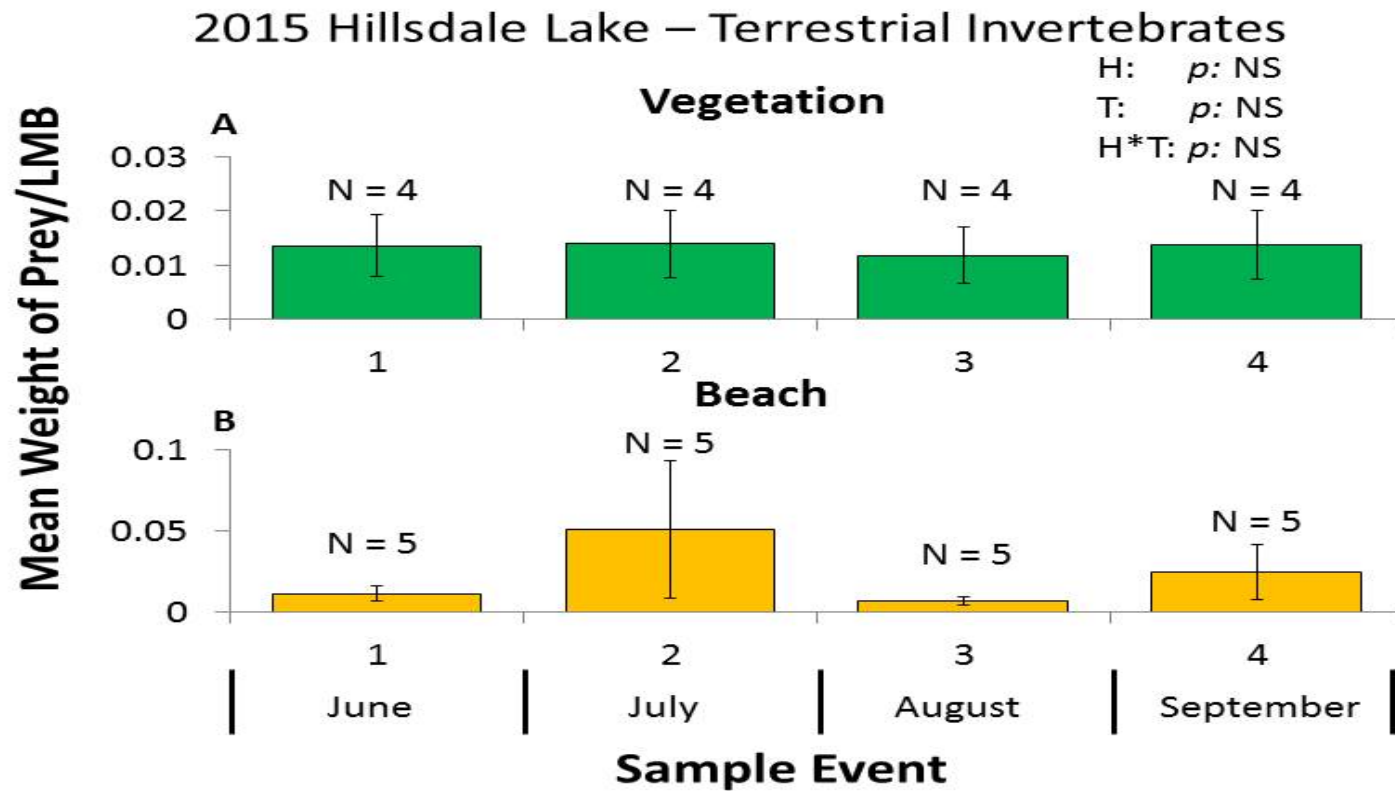 2015 Hillsdale Lake – Terrestrial Invertebrates
H: p: NS
T: p: NS
H*T: p: NS
Vegetation
A
Mean Weight of Prey/LMB
0.03
0.02
0.01
0
N = 4
N = 4
N = 4
N = 4
1
2
3
4
Beach
B
0.1
0.05
0
N = 5
N = 5
N = 5
N = 5
1
2
3
4
June
July
August
September
Sample Event